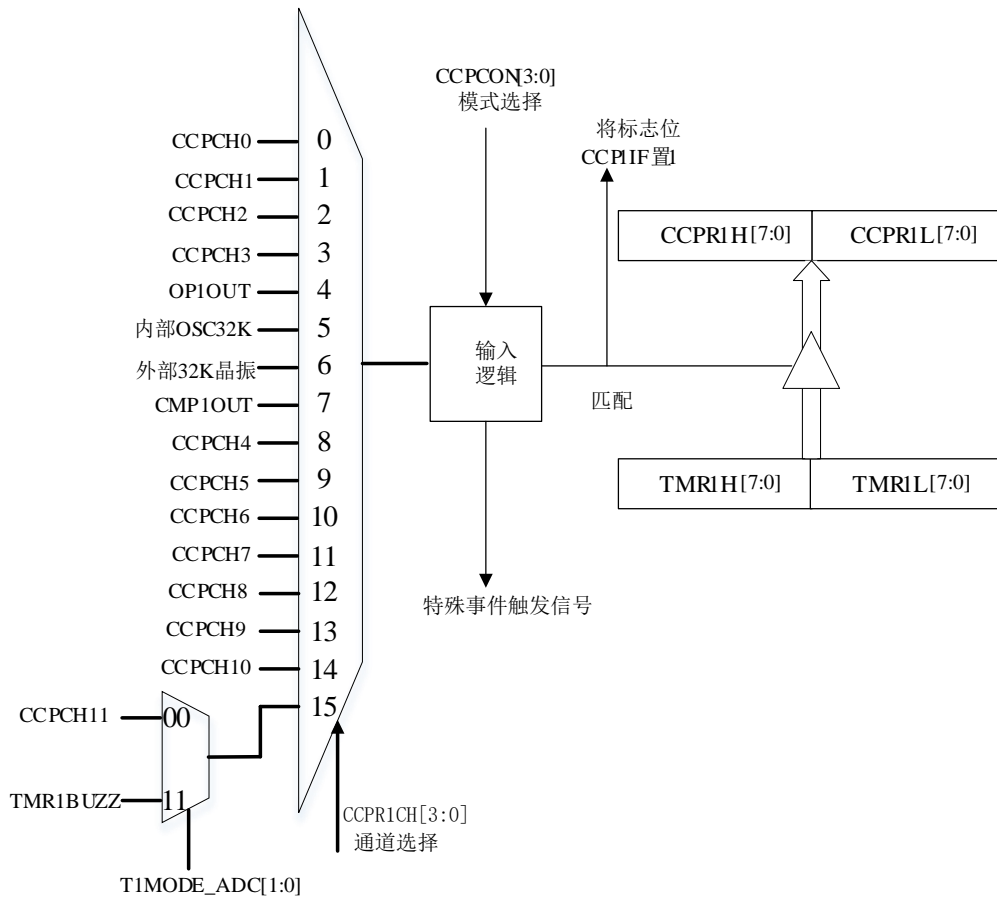 CCPCON[3:0]
模式选择
将标志位
CCP1IF置1
CCPCH0
0
CCPCH1
1
CCPCH2
2
CCPCH3
3
OP1OUT
4
内部OSC32K
5
外部32K晶振
6
CMP1OUT
7
CCPCH4
8
CCPCH5
9
CCPCH6
10
CCPCH7
11
CCPCH8
12
CCPCH9
13
CCPCH10
14
15
CCPCH11
00
TMR1BUZZ
11
T1MODE_ADC[1:0]
CCPR1CH[3:0]
通道选择
输入
逻辑
匹配
特殊事件触发信号
CCPR1H[7:0]
CCPR1L[7:0]
TMR1H[7:0]
TMR1L[7:0]